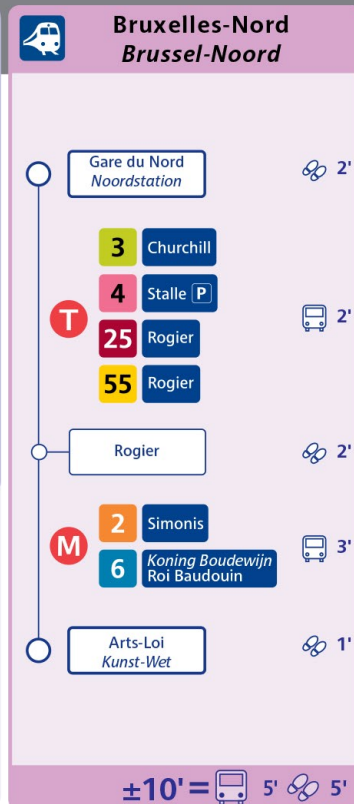 Bruxelles-Nord
Brussel-Noord
Gare du Nord
Noordstation
2'
3 Churchill
4 Stalle P
T
2'
25 Rogier
55 Rogier
Rogier
2'
2 Simonis
M
3'
6 Koning Boudewijn
Roi Baudouin
Arts-Loi
Kunst-Wet
1'
±10'= 5' 5'